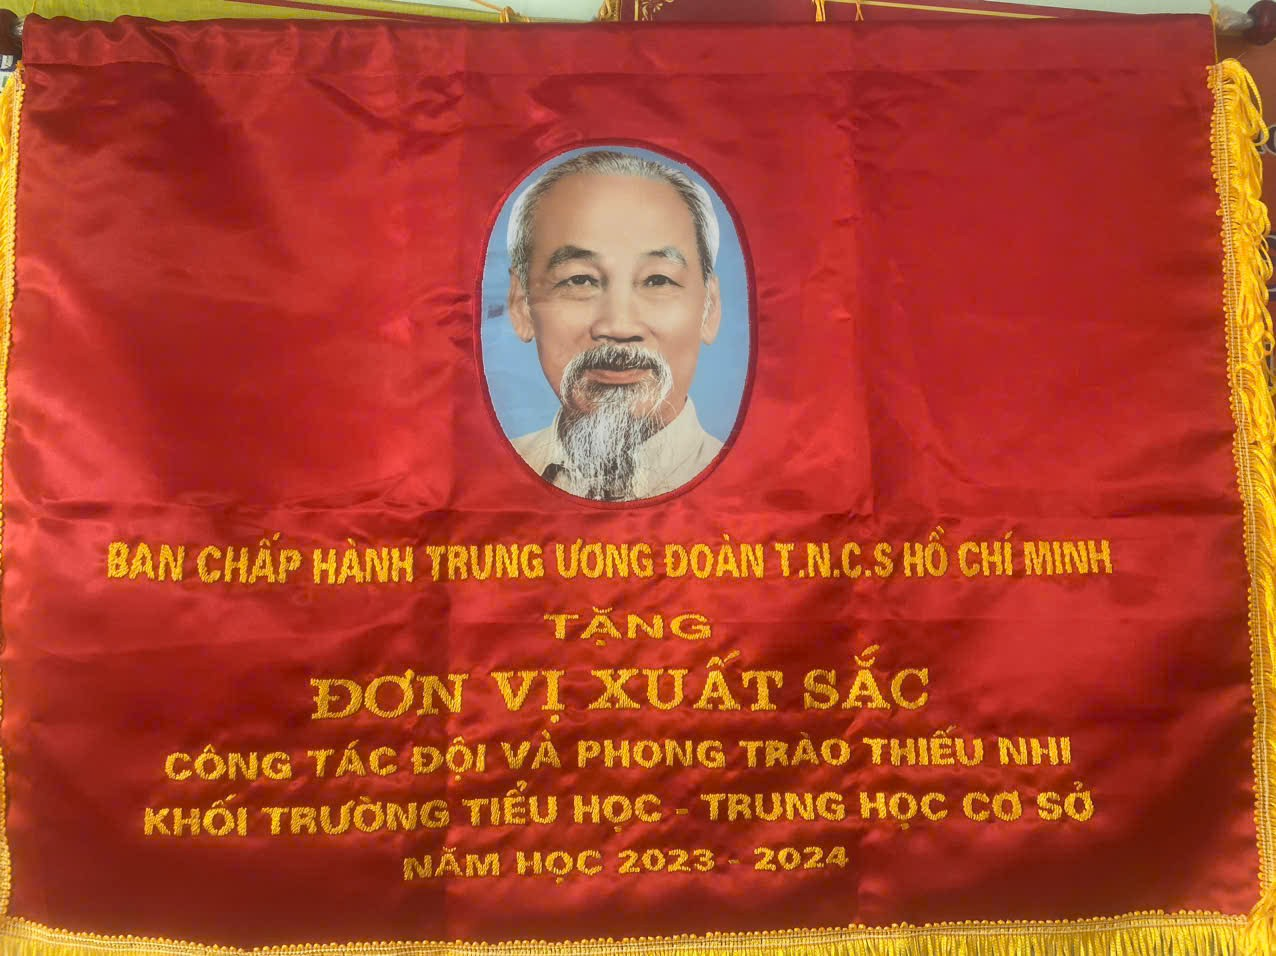 BAN CHẤP HÀNH TRUNG ƯƠNG ĐOÀN T.N.C.S HỒ CHÍ MINH
TẶNG
ĐƠN VỊ XUẤT SẮC
CÔNG TÁC ĐỘI VÀ PHONG TRÀO THIẾU NHI
KHỐI TRƯỜNG TIỂU HỌC - TRUNG HỌC CƠ SỞ
NĂM HỌC 2023 - 2024